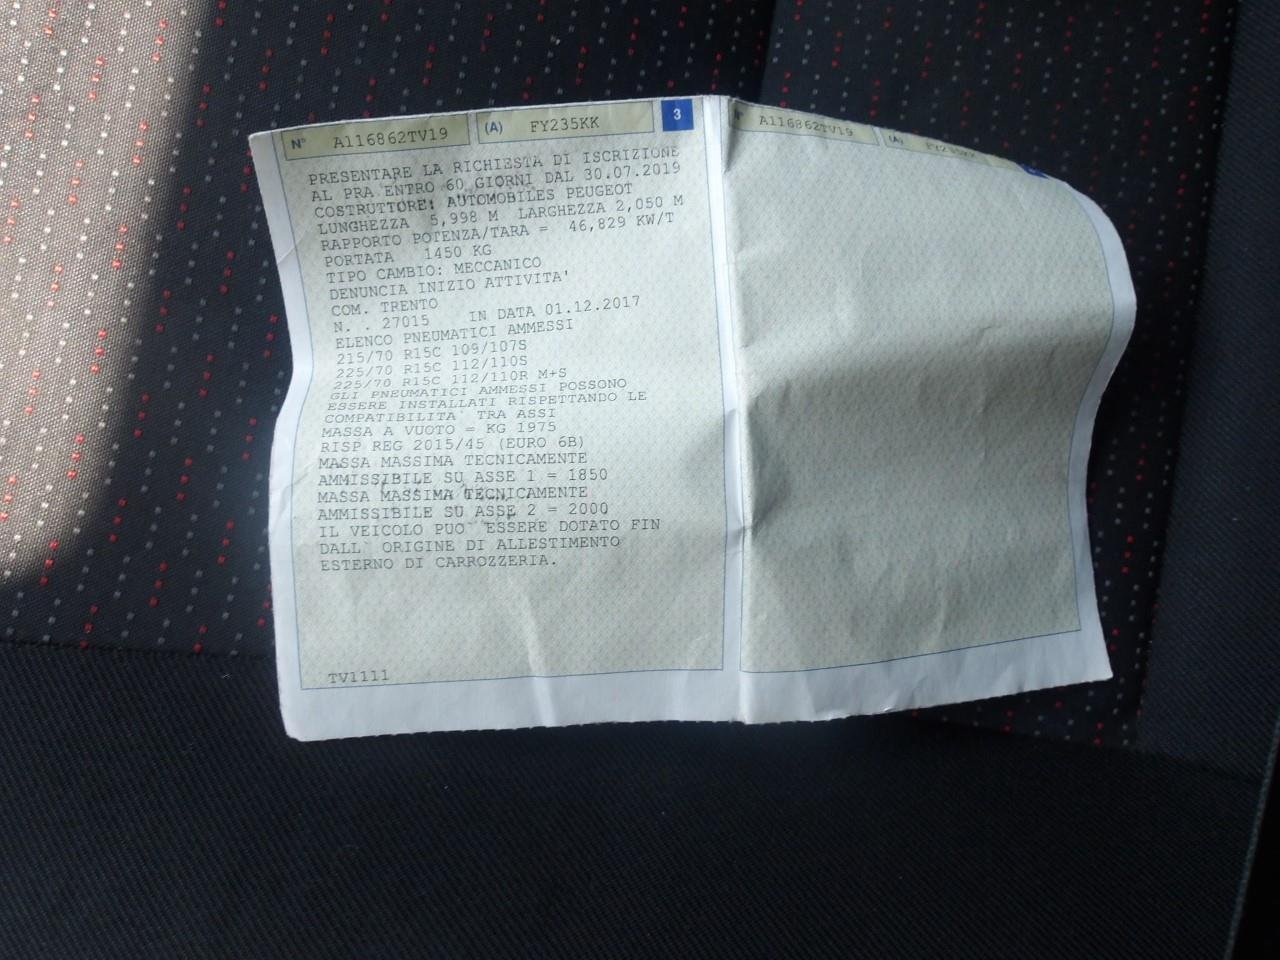 N° A116862TV19 (A) FY235KK 3
PRESENTARE LA RICHIESTA DI ISCRIZIONE
AL PRA ENTRO 60 GIORNI DAL 30.07.2019
COSTRUTTORE: AUTOMOBILES PEUGEOT
LUNGHEZZA 5,998 M LARGHEZZA 2,050 M
RAPPORTO POTENZA/TARA = 46,829 KW/T
PORTATA 1450 KG
TIPO CAMBIO: MECCANICO
DENUNCIA INIZIO ATTIVITA'
COM. TRENTO
N. . 27015 IN DATA 01.12.2017
ELENCO PNEUMATICI AMMESSI
215/70 R15C 109/107S
225/70 R15C 112/110S
225/70 R15C 112/110R M+S
GLI PNEUMATICI AMMESSI POSSONO
ESSERE INSTALLATI RISPETTANDO LE
COMPATIBILITA' TRA ASSI
MASSA A VUOTO = KG 1975
RISP REG 2015/45 (EURO 6B)
MASSA MASSIMA TECNICAMENTE
AMMISSIBILE SU ASSE 1 = 1850
MASSA MASSIMA TECNICAMENTE
AMMISSIBILE SU ASSE 2 = 2000
IL VEICOLO PUO' ESSERE DOTATO FIN
DALL' ORIGINE DI ALLESTIMENTO
ESTERNO DI CARROZZERIA.
TV1111
N° A116862TV19 (A) FY235KK